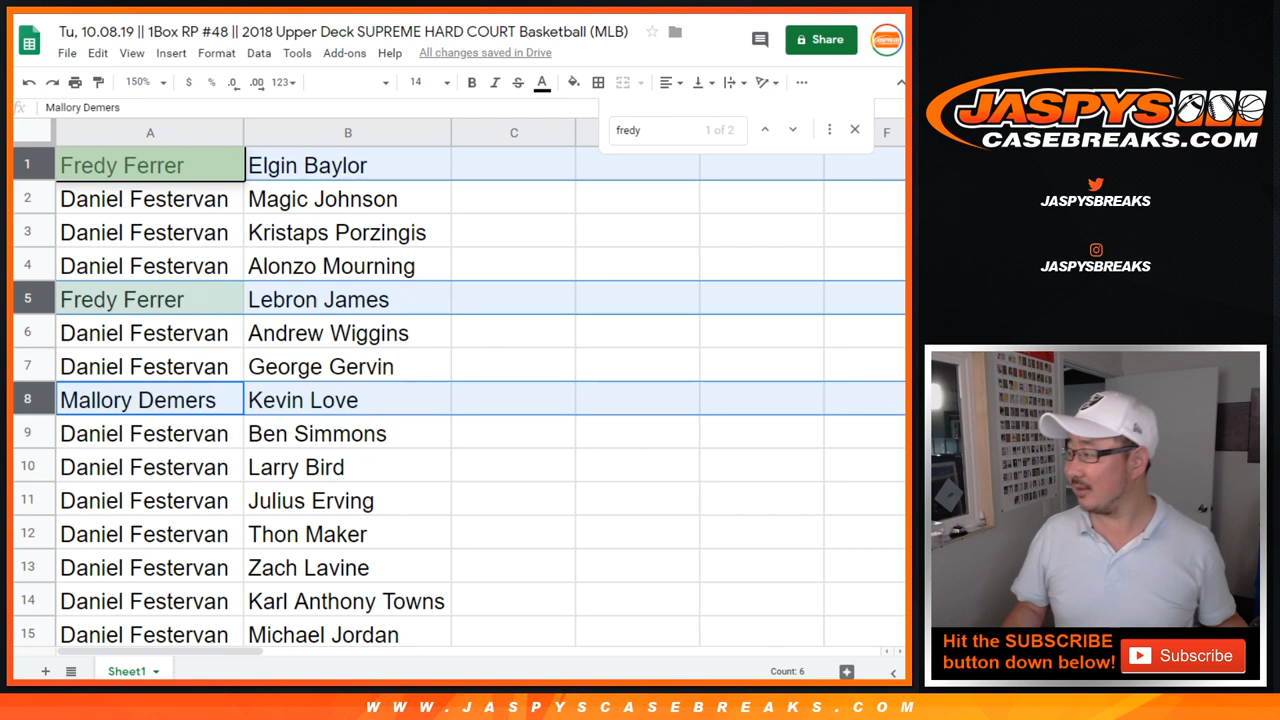 Tu, 10.08.19 || 1Box RP #48 || 2018 Upper Deck SUPREME HARD COURT Basketball (MLB)
File Edit View Insert Format Data Tools Add-ons Help All changes saved in Drive
Share
150% $ % .0 .00 123 14 B I S A
fx Mallory Demers
fredy 1 of 2
A B C F
1 Fredy Ferrer Elgin Baylor
2 Daniel Festervan Magic Johnson
3 Daniel Festervan Kristaps Porzingis
4 Daniel Festervan Alonzo Mourning
5 Fredy Ferrer Lebron James
6 Daniel Festervan Andrew Wiggins
7 Daniel Festervan George Gervin
8 Mallory Demers Kevin Love
9 Daniel Festervan Ben Simmons
10 Daniel Festervan Larry Bird
11 Daniel Festervan Julius Erving
12 Daniel Festervan Thon Maker
13 Daniel Festervan Zach Lavine
14 Daniel Festervan Karl Anthony Towns
15 Daniel Festervan Michael Jordan
Sheet1
Count: 6
JASPYS
CASEBREAKS.COM
JASPYSBREAKS
JASPYSBREAKS
Hit the SUBSCRIBE
button down below!
Subscribe
WWW.JASPYSCASEBREAKS.COM